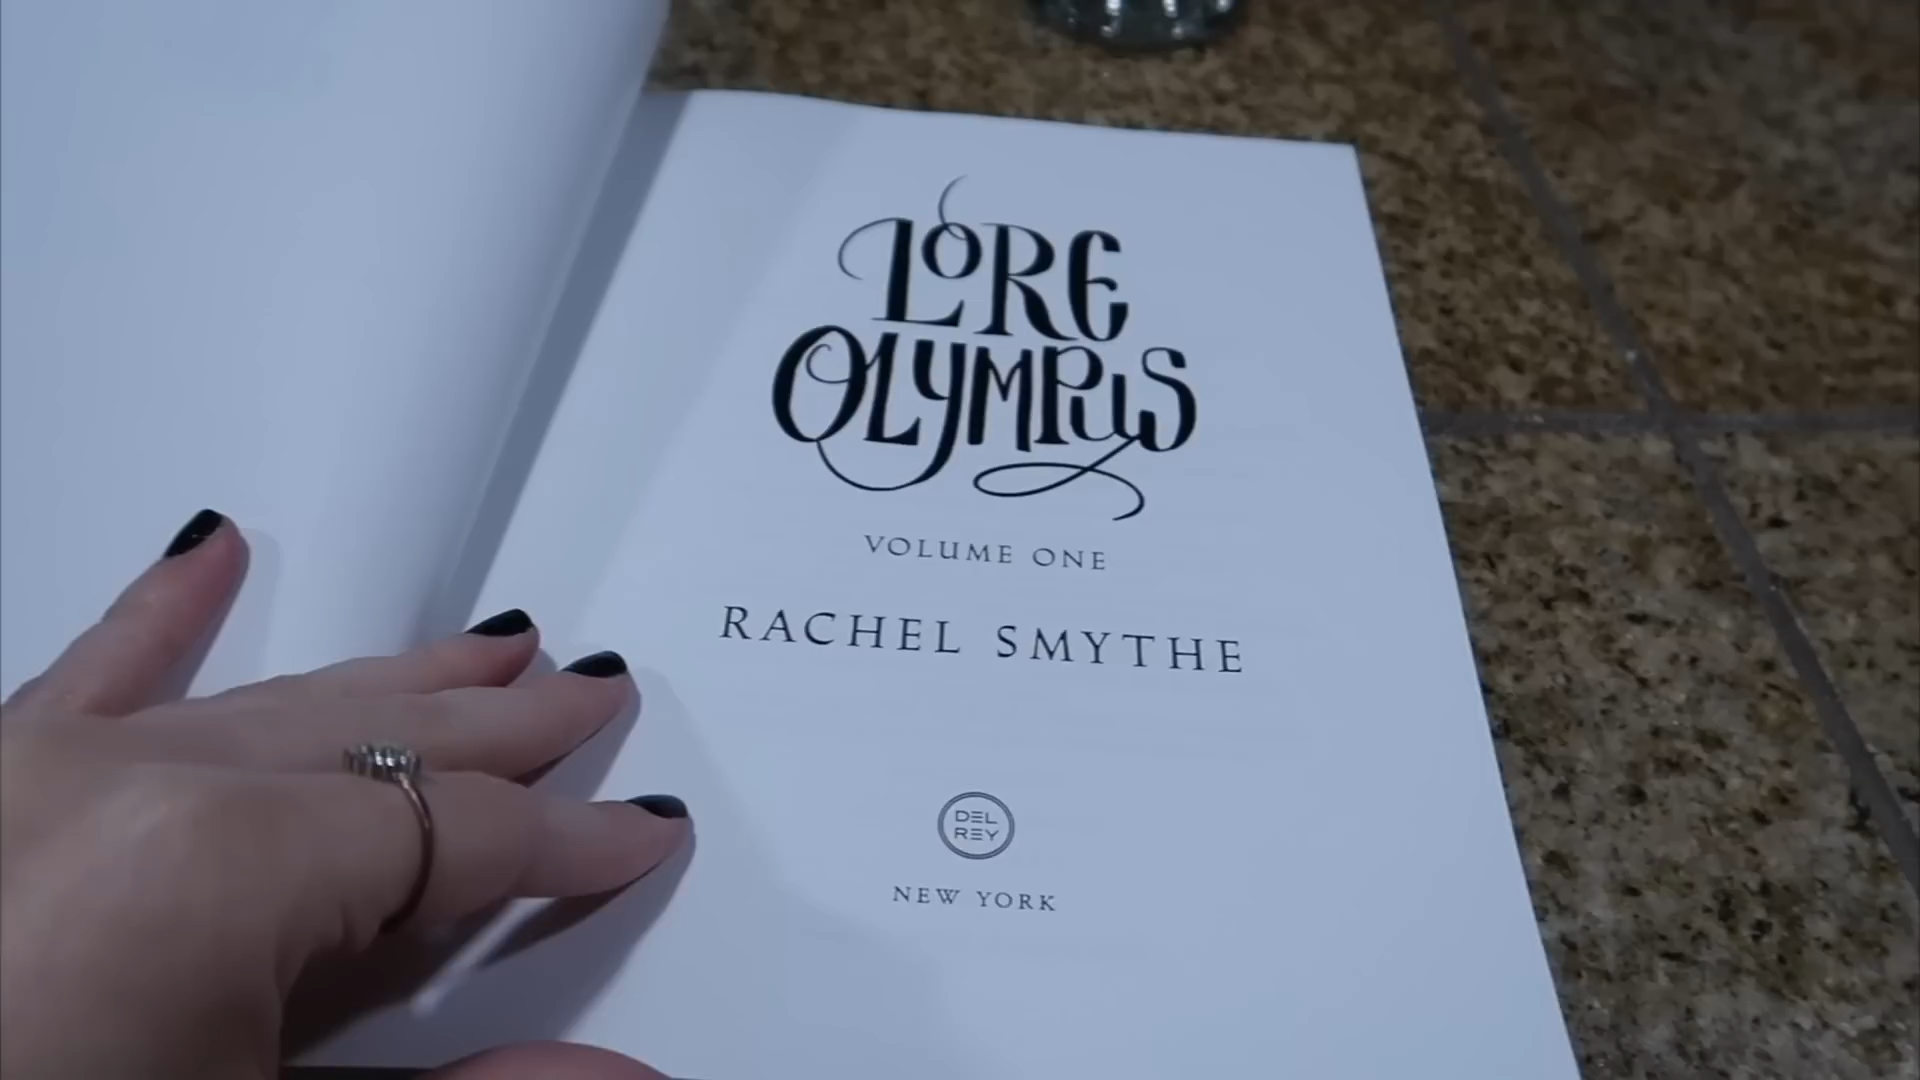 LORE
OLYMPUS
VOLUME ONE
RACHEL SMYTHE
DEL
REY
NEW YORK